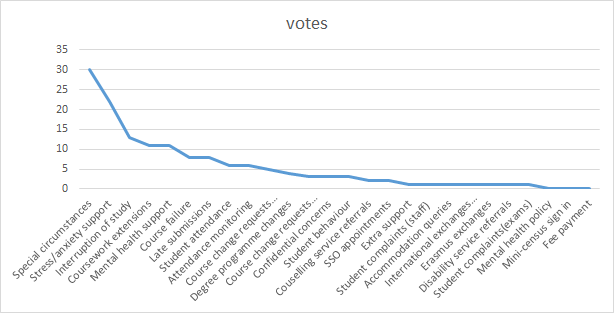 votes
35
30
25
20
15
10
5
0
Special circumstances
Stress/anxiety support
Interruption of study
Coursework extensions
Mental health support
Course failure
Late submissions
Student attendance
Attendance monitoring
Course change requests...
Degree programme changes
Course change requests...
Confidential concerns
Student behaviour
Couselling service referrals
SSO appointments
Extra support
Student complaints (staff)
Accommodation queries
International exchanges...
Erasmus exchanges
Disability service referrals
Student complaints(exams)
Mental health policy
Mini-census sign in
Fee payment